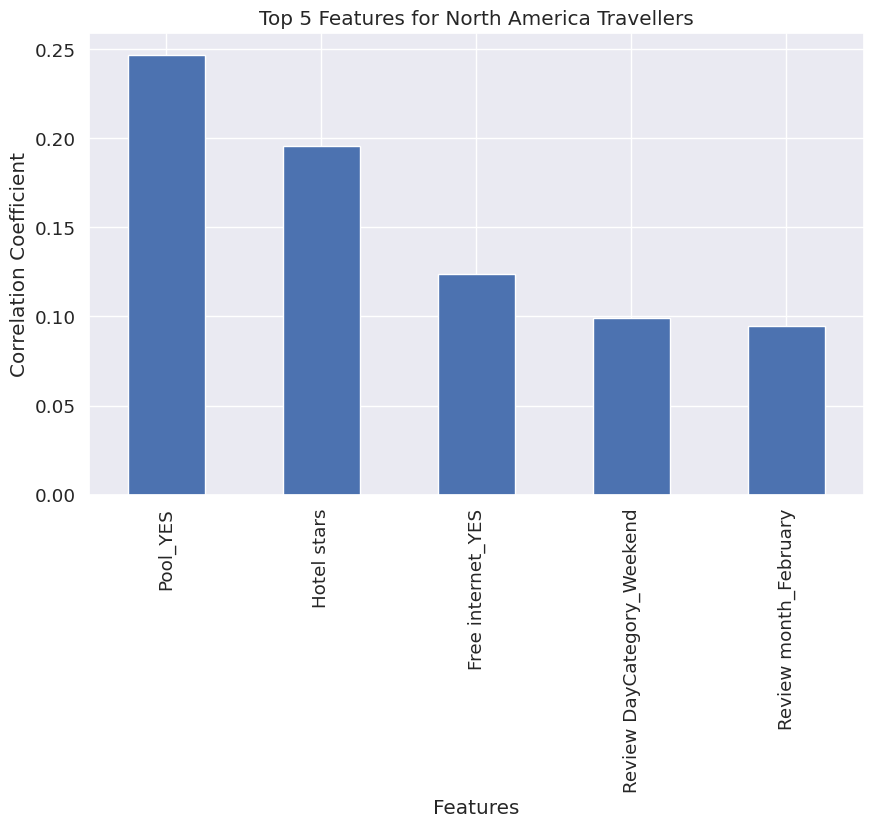 Top 5 Features for North America Travellers
Correlation Coefficient
0.25
0.20
0.15
0.10
0.05
0.00
Pool_YES
Hotel stars
Free internet_YES
Review DayCategory_Weekend
Review month_February
Features